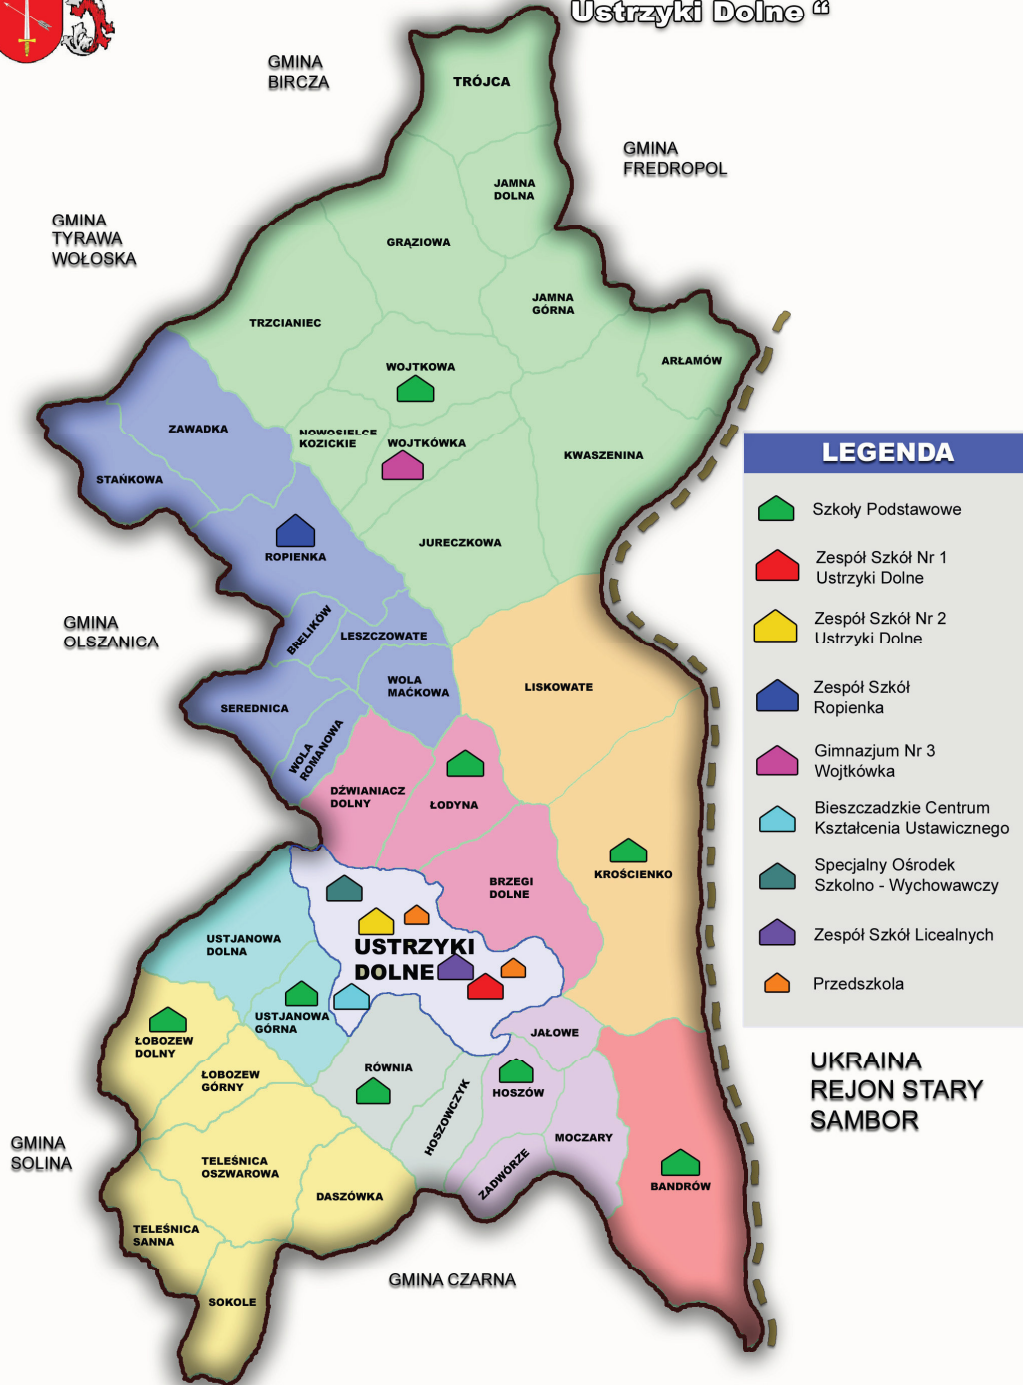 Ustrzyki Dolne “
GMINA
BIRCZA
TRÓJCA
GMINA
FREDROPOL
JAMNA
DOLNA
GMINA
TYRAWA
WOŁOSKA
GRĄZIOWA
JAMNA
GÓRNA
TRZCIANIEC
ARŁAMÓW
WOJTKOWA
ZAWADKA
NOWOSIELCE
KOZICKIE
WOJTKÓWKA
KWASZENINA
STAŃKOWA
ROPIENKA
JURECZKOWA
LEGENDA
Szkoły Podstawowe
Zespół Szkół Nr 1
Ustrzyki Dolne
Zespół Szkół Nr 2
Ustrzyki Dolne
Zespół Szkół
Ropienka
Gimnazjum Nr 3
Wojtkówka
Bieszczadzkie Centrum
Kształcenia Ustawicznego
Specjalny Ośrodek
Szkolno - Wychowawczy
Zespół Szkół Licealnych
Przedszkola
GMINA
OLSZANICA
LESZCZOWATE
WOLA
MAĆKOWA
LISKOWATE
SEREDNICA
WOLA
ROMANOWA
DŹWIANIACZ
DOLNY
ŁODYNA
KROŚCIENKO
BRZEGI
DOLNE
USTJANOWA
DOLNA
USTRZYKI
DOLNE
USTJANOWA
GÓRNA
ŁOBOZEW
DOLNY
JAŁOWE
ŁOBOZEW
GÓRNY
RÓWNIA
HOSZOWCZYK
HOSZÓW
UKRAINA
REJON STARY
SAMBOR
GMINA
SOLINA
MOCZARY
TELEŚNICA
OSZWAROWA
ZADWÓRZE
BANDRÓW
DASZÓWKA
TELEŚNICA
SANNA
GMINA CZARNA
SOKOLE